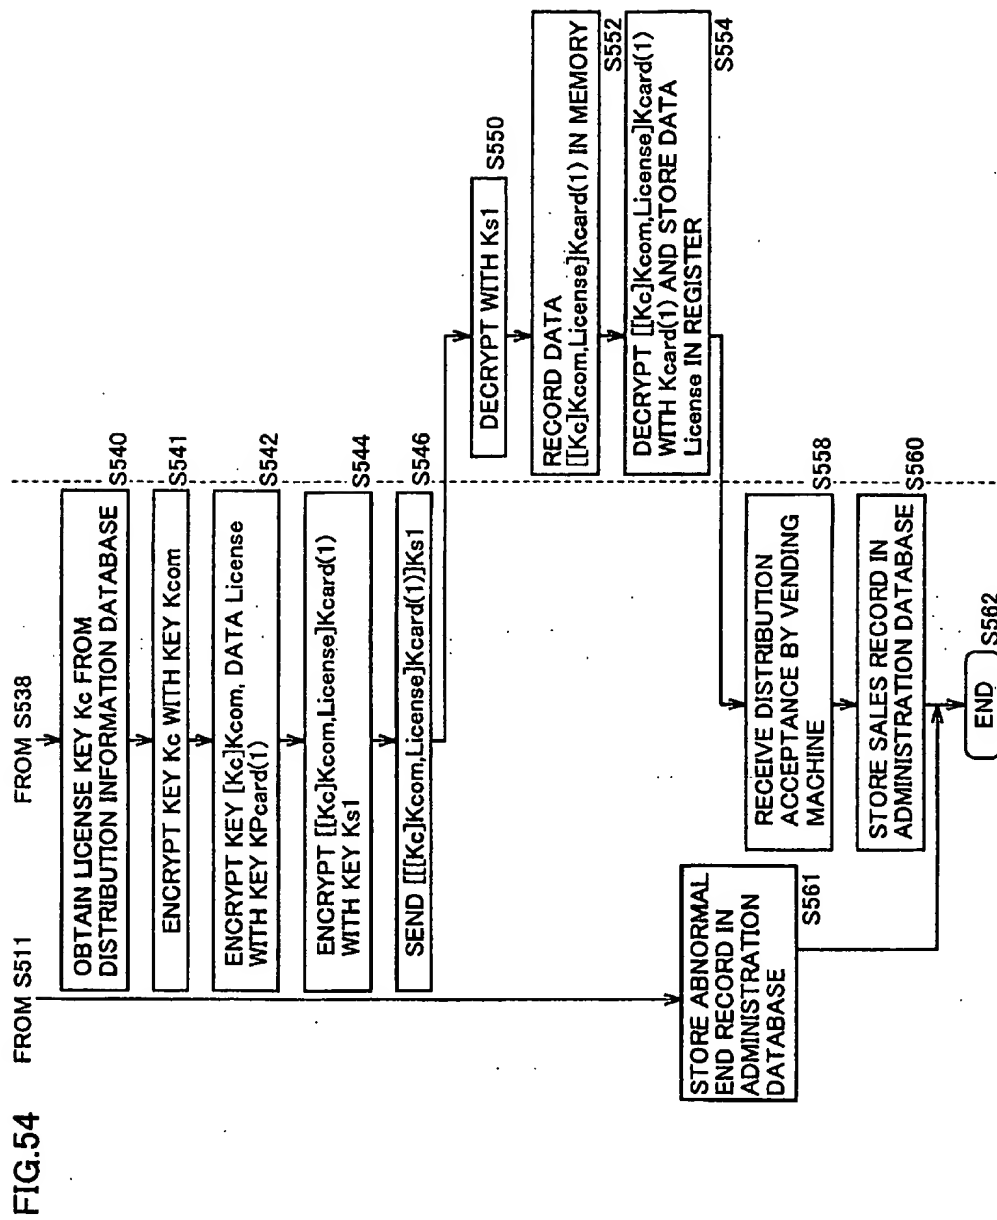 FIG.54
FROM S511
FROM S538
OBTAIN LICENSE KEY Kc FROM
DISTRIBUTION INFORMATION DATABASE
S540
ENCRYPT KEY Kc WITH KEY Kcom
S541
ENCRYPT KEY [Kc]Kcom, DATA License
WITH KEY KPcard(1)
S542
ENCRYPT [[Kc]Kcom,License]Kcard(1)
WITH KEY Ks1
S544
SEND [[[Kc]Kcom,License]Kcard(1)]Ks1
S546
DECRYPT WITH Ks1
S550
RECORD DATA
[[Kc]Kcom,License]Kcard(1) IN MEMORY
S552
DECRYPT [[Kc]Kcom,License]Kcard(1)
WITH Kcard(1) AND STORE DATA
License IN REGISTER
S554
RECEIVE DISTRIBUTION
ACCEPTANCE BY VENDING
MACHINE
S558
STORE SALES RECORD IN
ADMINISTRATION DATABASE
S560
STORE ABNORMAL
END RECORD IN
ADMINISTRATION
DATABASE
S561
END
S562